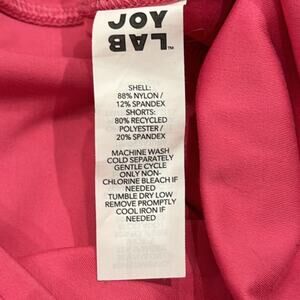 JOY
LAB™
SHELL:
88% NYLON /
12% SPANDEX
SHORTS:
80% RECYCLED
POLYESTER /
20% SPANDEX
MACHINE WASH
COLD SEPARATELY
GENTLE CYCLE
ONLY NON-
CHLORINE BLEACH IF
NEEDED
TUMBLE DRY LOW
REMOVE PROMPTLY
COOL IRON IF
NEEDED